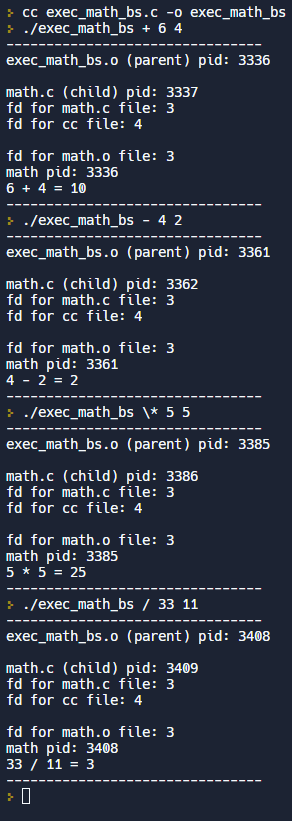 cc exec_math_bs.c -o exec_math_bs
./exec_math_bs + 6 4
--------------------------------
exec_math_bs.o (parent) pid: 3336
math.c (child) pid: 3337
fd for math.c file: 3
fd for cc file: 4
fd for math.o file: 3
math pid: 3336
6 + 4 = 10
--------------------------------
./exec_math_bs - 4 2
--------------------------------
exec_math_bs.o (parent) pid: 3361
math.c (child) pid: 3362
fd for math.c file: 3
fd for cc file: 4
fd for math.o file: 3
math pid: 3361
4 - 2 = 2
--------------------------------
./exec_math_bs \* 5 5
--------------------------------
exec_math_bs.o (parent) pid: 3385
math.c (child) pid: 3386
fd for math.c file: 3
fd for cc file: 4
fd for math.o file: 3
math pid: 3385
5 * 5 = 25
--------------------------------
./exec_math_bs / 33 11
--------------------------------
exec_math_bs.o (parent) pid: 3408
math.c (child) pid: 3409
fd for math.c file: 3
fd for cc file: 4
fd for math.o file: 3
math pid: 3408
33 / 11 = 3
--------------------------------